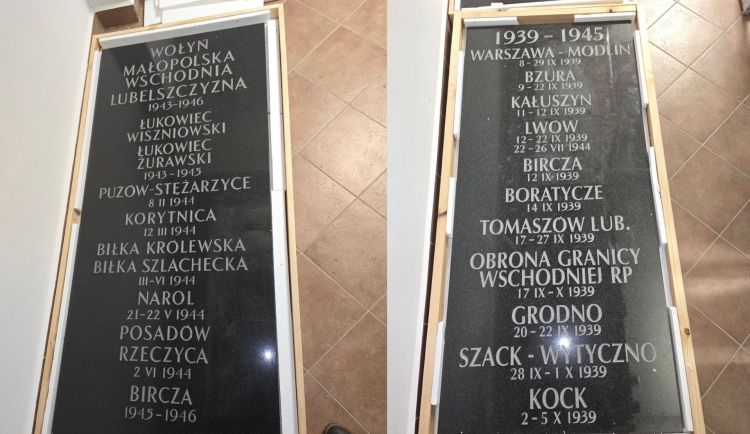 WOŁYŃ
MAŁOPOLSKA
WSCHODNIA
LUBELSZCZYZNA
1943-1946
ŁUKOWIEC
WISZNIOWSKI
ŁUKOWIEC
ŻURAWSKI
1943-1945
PUZÓW-STĘŻARZYCE
8 II 1944
KORYTNICA
12 III 1944
BIŁKA KRÓLEWSKA
BIŁKA SZLACHECKA
III-VI 1944
NAROL
21-22 V 1944
POSADÓW
RZECZYCA
2 VI 1944
BIRCZA
1945-1946
1939 - 1945
WARSZAWA - MODLIN
8 - 29 IX 1939
BZURA
9 - 22 IX 1939
KAŁUSZYN
11 - 12 IX 1939
LWÓW
12 - 22 IX 1939
22 - 26 VII 1944
BIRCZA
12 IX 1939
BORATYCZE
14 IX 1939
TOMASZÓW LUB.
17 - 27 IX 1939
OBRONA GRANICY
WSCHODNIEJ RP
17 IX - X 1939
GRODNO
20 - 22 IX 1939
SZACK - WYTYCZNO
28 IX - 1 X 1939
KOCK
2 - 5 X 1939